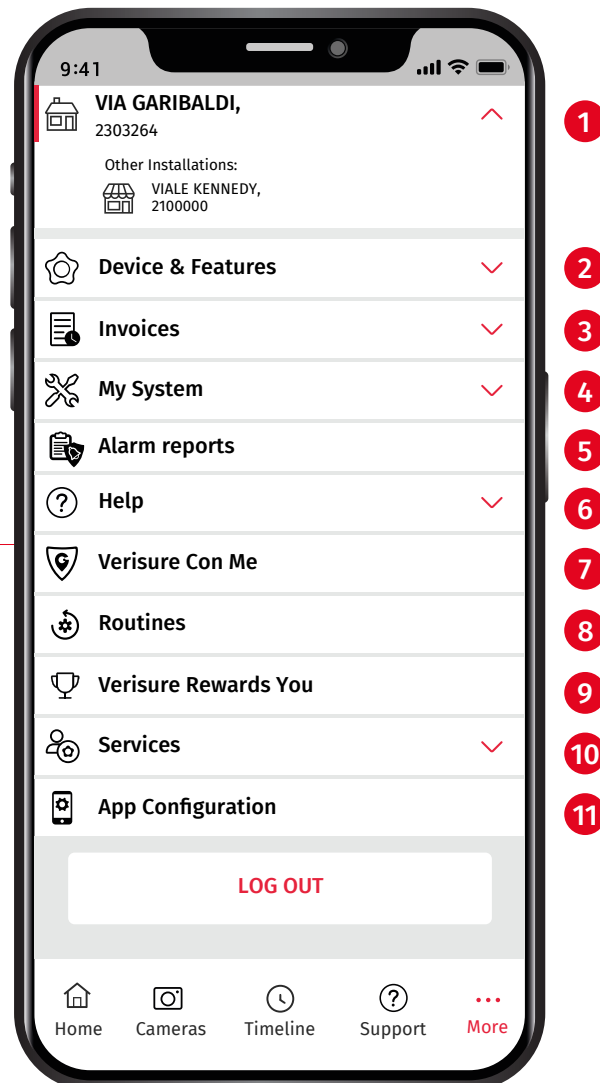 9:41
VIA GARIBALDI,
2303264
1
Other Installations:
VIALE KENNEDY,
2100000
Device & Features
2
Invoices
3
My System
4
Alarm reports
5
Help
6
Verisure Con Me
7
Routines
8
Verisure Rewards You
9
Services
10
App Configuration
11
LOG OUT
Home Cameras Timeline Support More